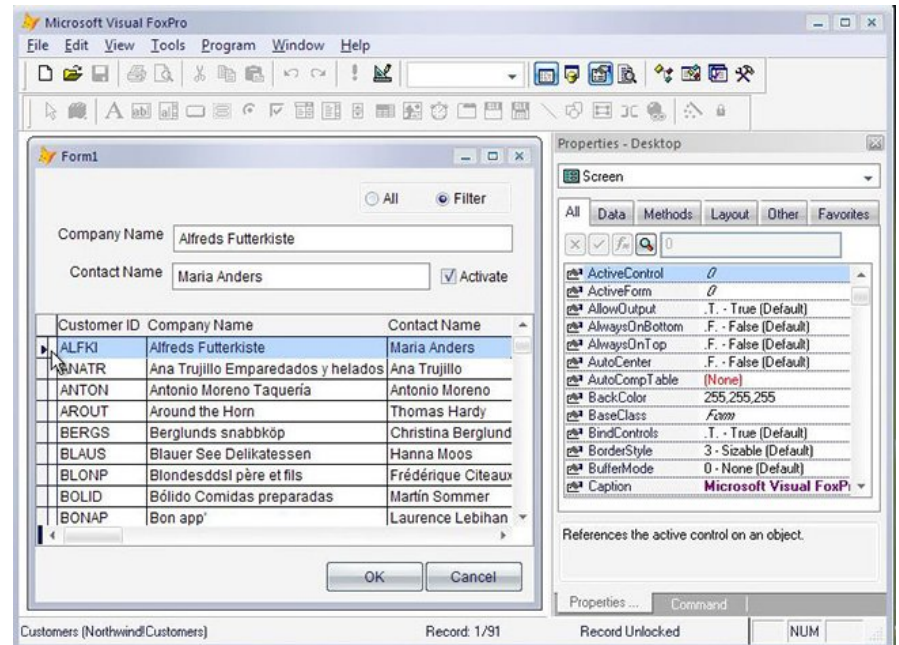 Microsoft Visual FoxPro
File Edit View Tools Program Window Help
Form1
All Filter
Company Name Alfreds Futterkiste
Contact Name Maria Anders Activate
Customer ID Company Name Contact Name
ALFKI Alfreds Futterkiste Maria Anders
ANATR Ana Trujillo Emparedados y helados Ana Trujillo
ANTON Antonio Moreno Taquería Antonio Moreno
AROUT Around the Horn Thomas Hardy
BERGS Berglunds snabbköp Christina Berglund
BLAUS Blauer See Delikatessen Hanna Moos
BLONP Blondesddsl père et fils Frédérique Citeaux
BOLID Bólido Comidas preparadas Martín Sommer
BONAP Bon app' Laurence Lebihan
OK Cancel
Properties - Desktop
Screen
All Data Methods Layout Other Favorites
0
ActiveControl 0
ActiveForm 0
AllowOutput .T. - True (Default)
AlwaysOnBottom .F. - False (Default)
AlwaysOnTop .F. - False (Default)
AutoCenter .F. - False (Default)
AutoCompTable (None)
BackColor 255,255,255
BaseClass Form
BindControls .T. - True (Default)
BorderStyle 3 - Sizable (Default)
BufferMode 0 - None (Default)
Caption Microsoft Visual FoxPr
References the active control on an object.
Properties ... Command
Customers (Northwind!Customers) Record: 1/91 Record Unlocked NUM